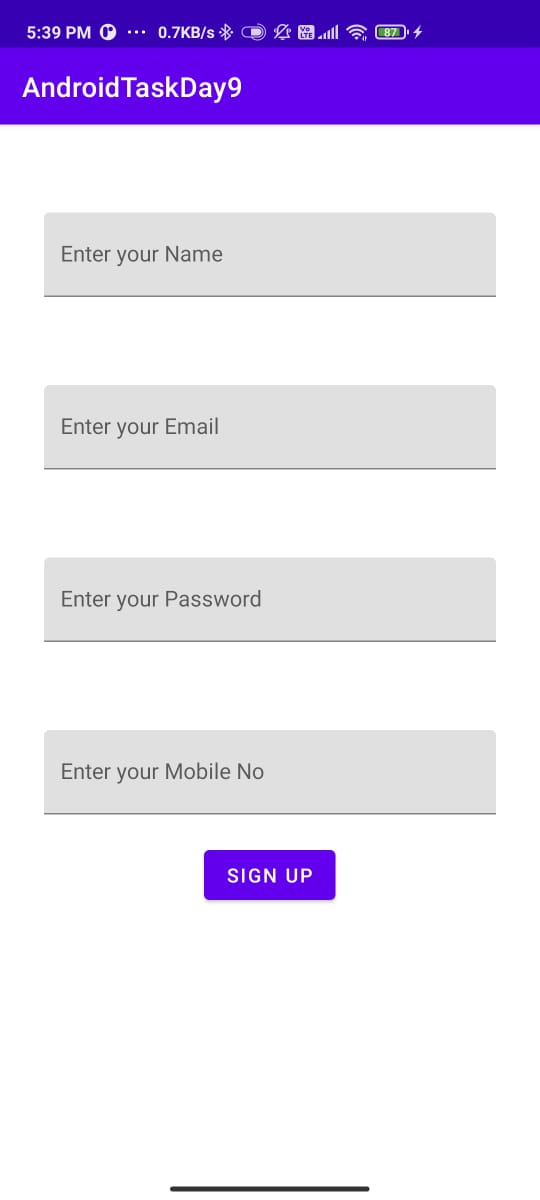 5:39 PM ... 0.7KB/s Vo LTE 87
AndroidTaskDay9
Enter your Name
Enter your Email
Enter your Password
Enter your Mobile No
SIGN UP